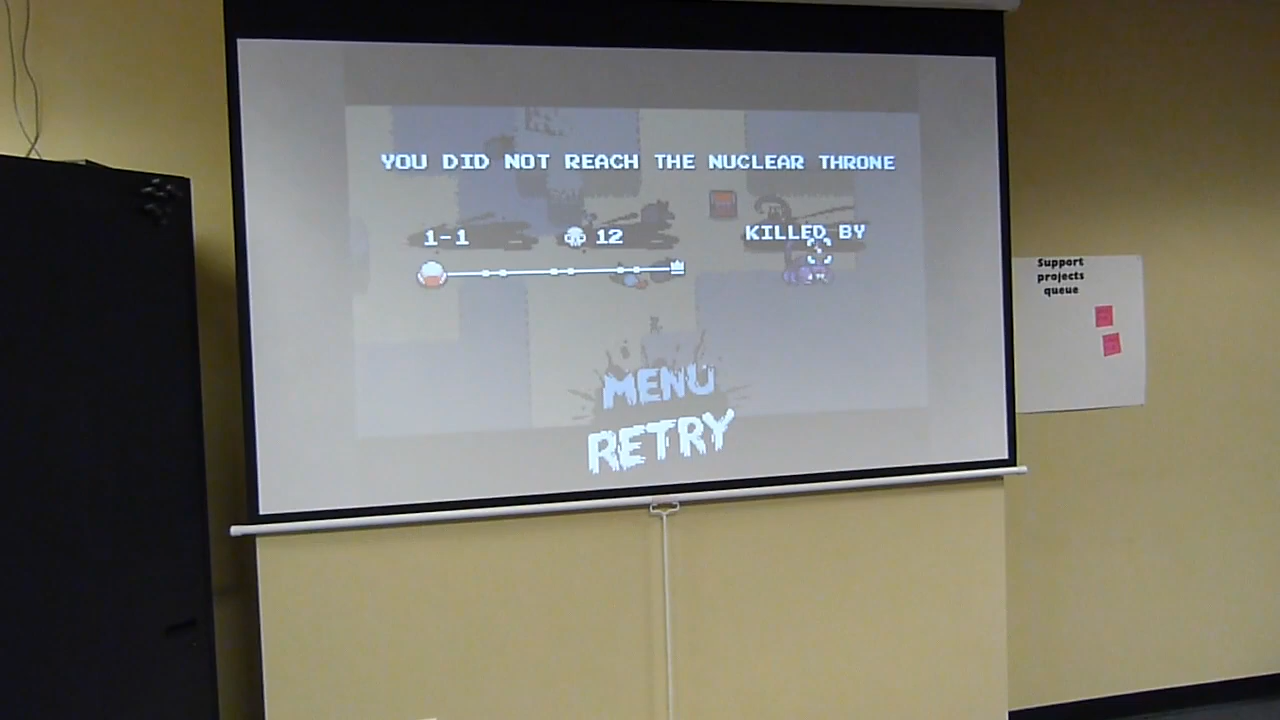 YOU DID NOT REACH THE NUCLEAR THRONE
1-1
12
KILLED BY
MENU
RETRY
Support
projects
queue